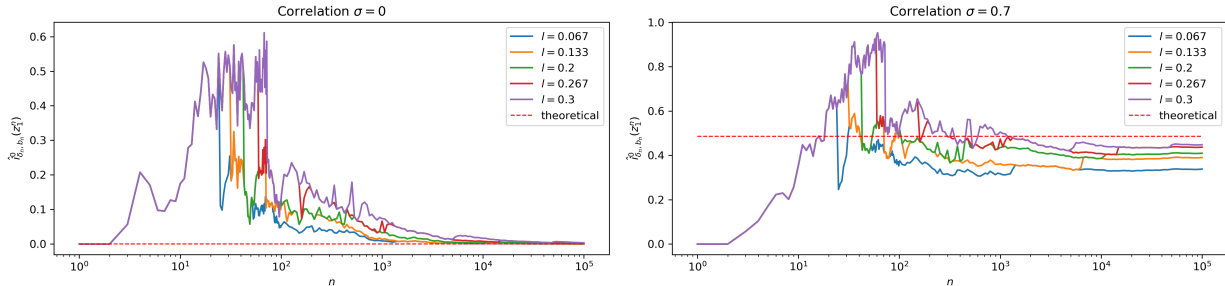 Correlation σ = 0
0.6
0.5
0.4
0.3
0.2
0.1
0.0
10⁰
10¹
10²
10³
10⁴
10⁵
n
l = 0.067
l = 0.133
l = 0.2
l = 0.267
l = 0.3
theoretical
Correlation σ = 0.7
1.0
0.8
0.6
0.4
0.2
0.0
10⁰
10¹
10²
10³
10⁴
10⁵
n
l = 0.067
l = 0.133
l = 0.2
l = 0.267
l = 0.3
theoretical